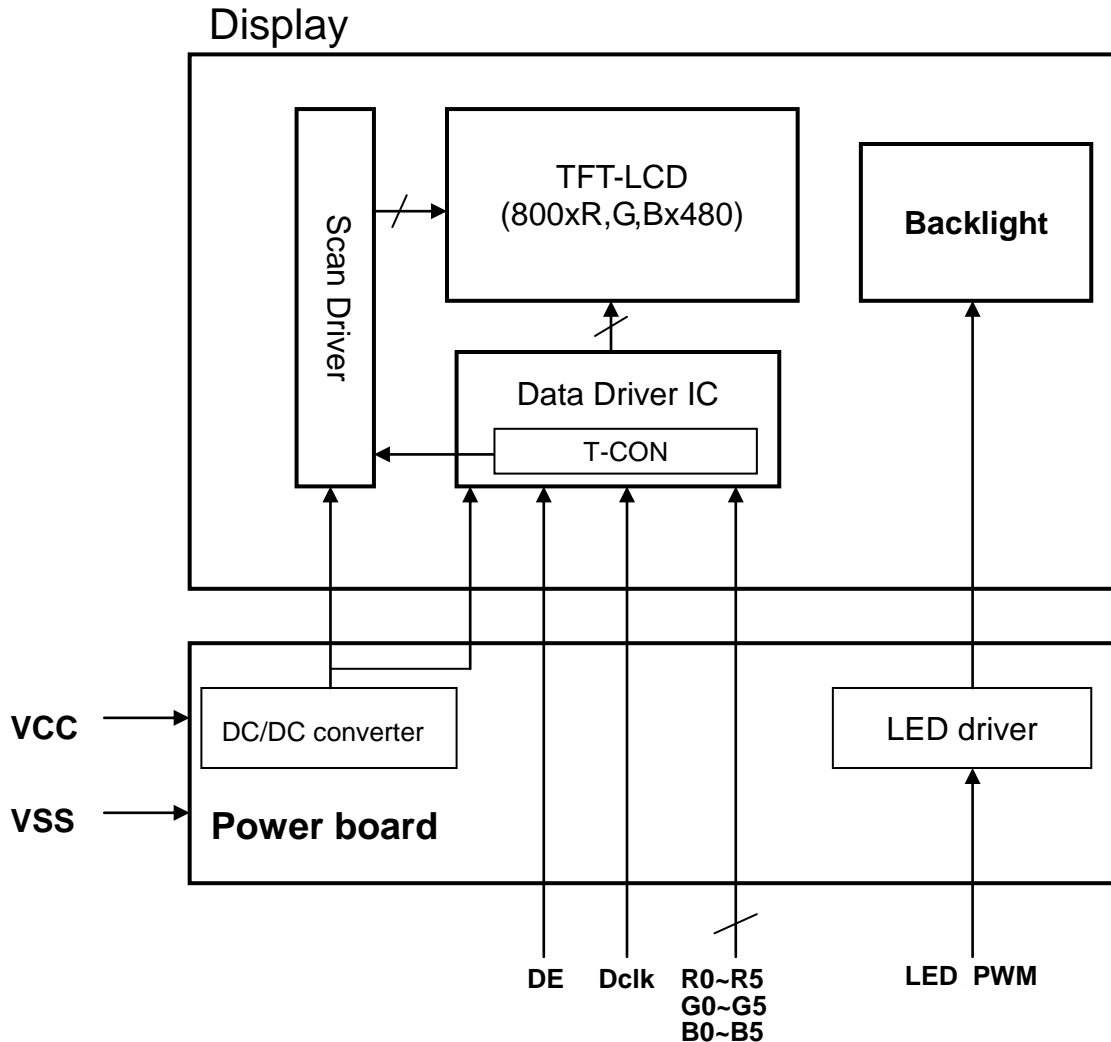 Display
TFT-LCD
(800xR,G,Bx480)
Scan Driver
Backlight
Data Driver IC
T-CON
VCC
DC/DC converter
LED driver
VSS
Power board
DE
Dclk
R0~R5
G0~G5
B0~B5
LED PWM